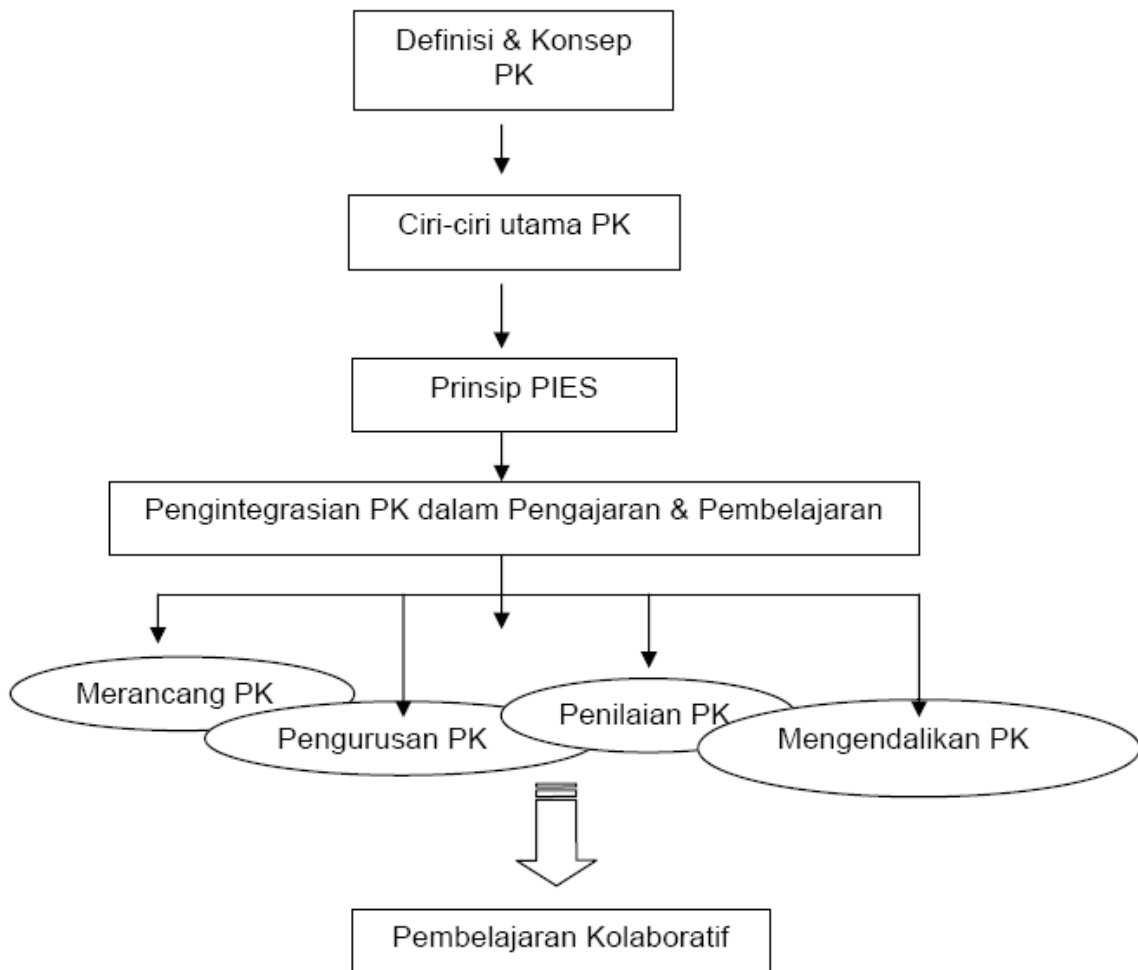 Definisi & Konsep
PK
Ciri-ciri utama PK
Prinsip PIES
Pengintegrasian PK dalam Pengajaran & Pembelajaran
Merancang PK
Pengurusan PK
Penilaian PK
Mengendalikan PK
Pembelajaran Kolaboratif